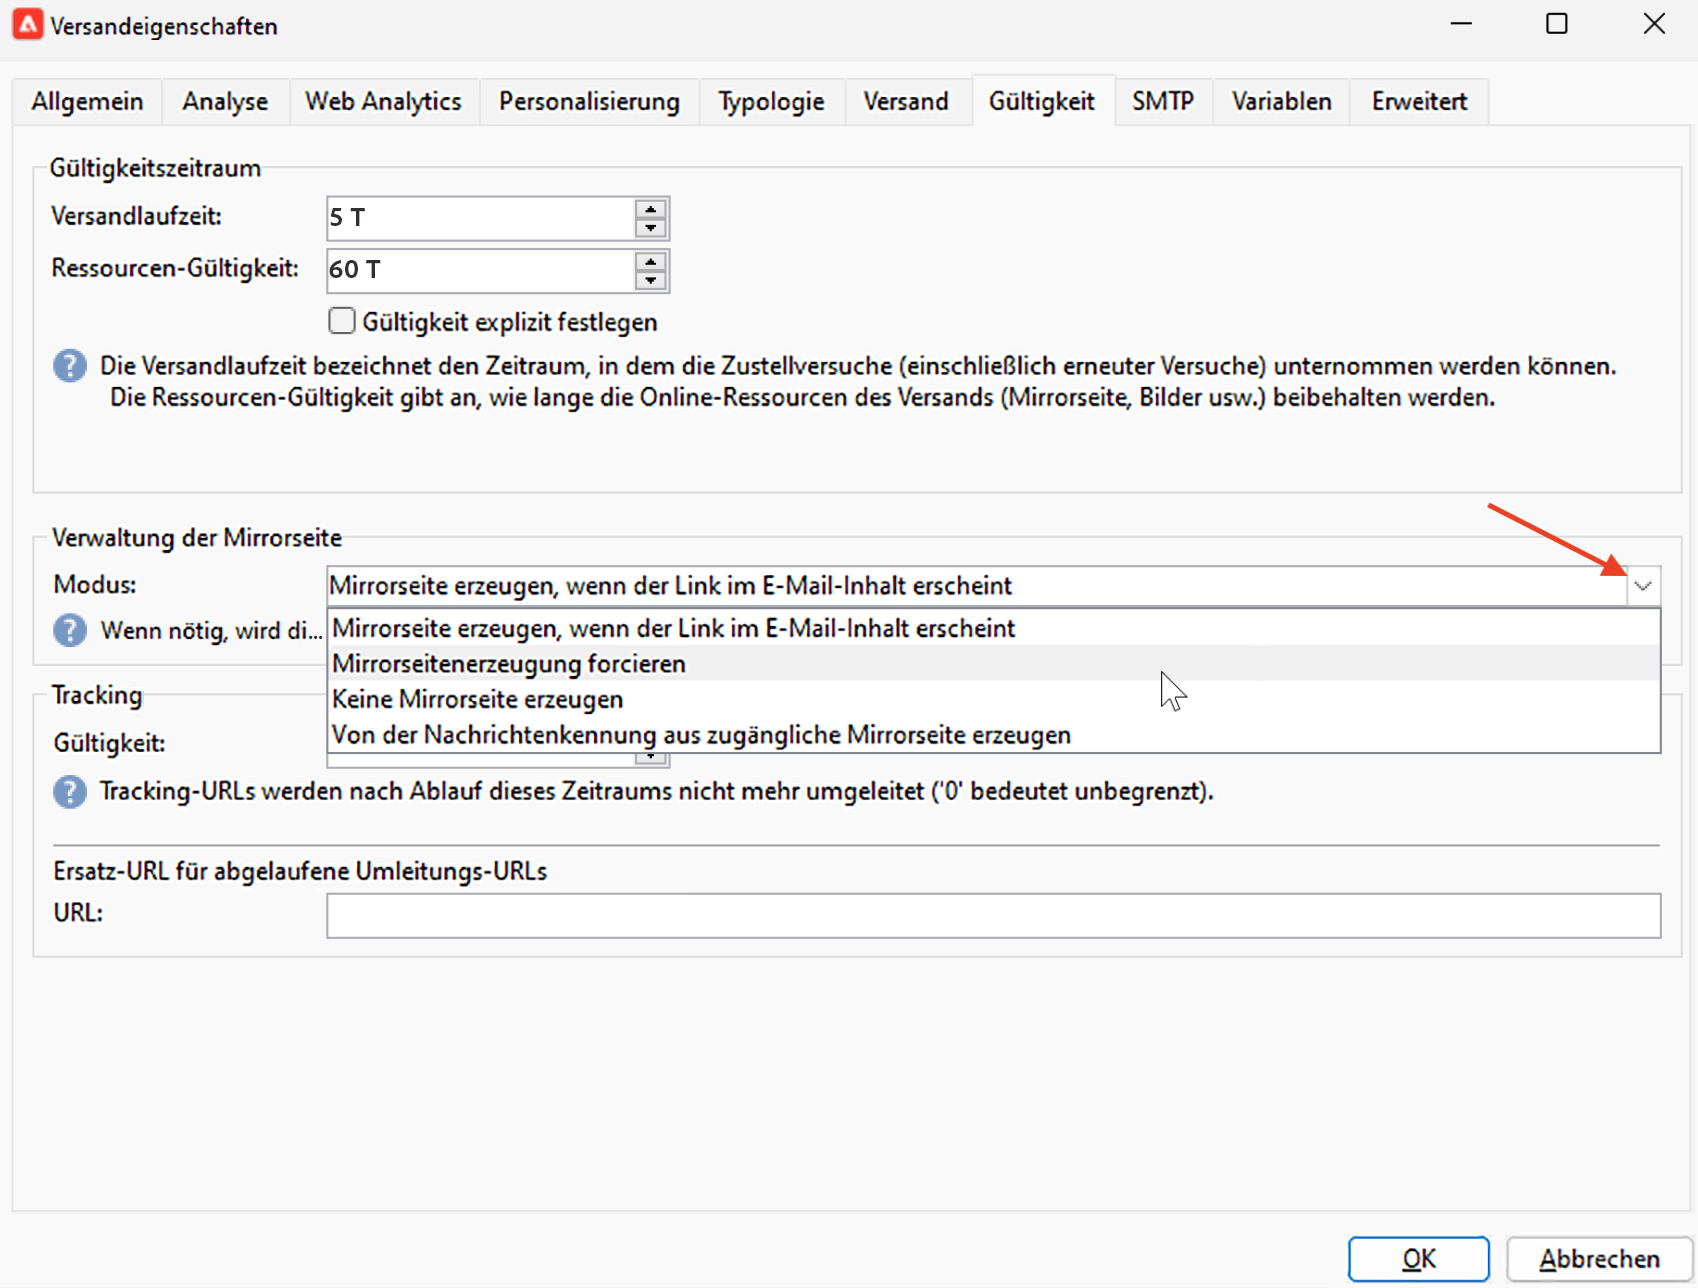 Versandeigenschaften
Allgemein Analyse Web Analytics Personalisierung Typologie Versand Gültigkeit SMTP Variablen Erweitert
Gültigkeitszeitraum
Versandlaufzeit: 5 T
Ressourcen-Gültigkeit: 60 T
Gültigkeit explizit festlegen
Die Versandlaufzeit bezeichnet den Zeitraum, in dem die Zustellversuche (einschließlich erneuter Versuche) unternommen werden können.
Die Ressourcen-Gültigkeit gibt an, wie lange die Online-Ressourcen des Versands (Mirrorseite, Bilder usw.) beibehalten werden.
Verwaltung der Mirrorseite
Modus: Mirrorseite erzeugen, wenn der Link im E-Mail-Inhalt erscheint
Wenn nötig, wird di... Mirrorseite erzeugen, wenn der Link im E-Mail-Inhalt erscheint
Mirrorseitenerzeugung forcieren
Keine Mirrorseite erzeugen
Von der Nachrichtenkennung aus zugängliche Mirrorseite erzeugen
Tracking
Gültigkeit:
Tracking-URLs werden nach Ablauf dieses Zeitraums nicht mehr umgeleitet ('0' bedeutet unbegrenzt).
Ersatz-URL für abgelaufene Umleitungs-URLs
URL:
OK Abbrechen